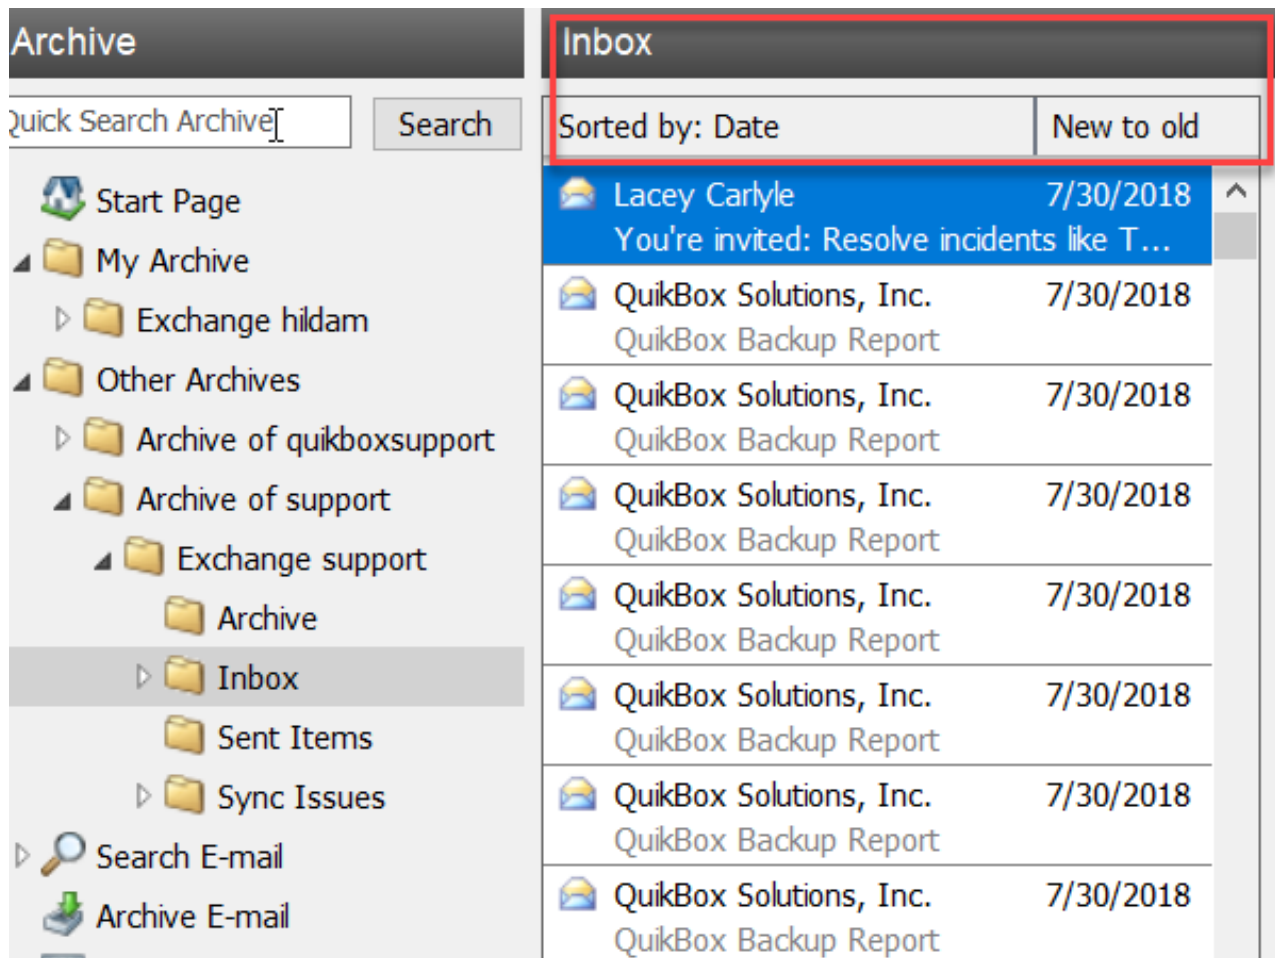 Archive
Quick Search Archive
Search
Start Page
My Archive
Exchange hildam
Other Archives
Archive of quikboxsupport
Archive of support
Exchange support
Archive
Inbox
Sent Items
Sync Issues
Search E-mail
Archive E-mail
Inbox
Sorted by: Date New to old
Lacey Carlyle 7/30/2018
You're invited: Resolve incidents like T...
QuikBox Solutions, Inc. 7/30/2018
QuikBox Backup Report
QuikBox Solutions, Inc. 7/30/2018
QuikBox Backup Report
QuikBox Solutions, Inc. 7/30/2018
QuikBox Backup Report
QuikBox Solutions, Inc. 7/30/2018
QuikBox Backup Report
QuikBox Solutions, Inc. 7/30/2018
QuikBox Backup Report
QuikBox Solutions, Inc. 7/30/2018
QuikBox Backup Report
QuikBox Solutions, Inc. 7/30/2018
QuikBox Backup Report